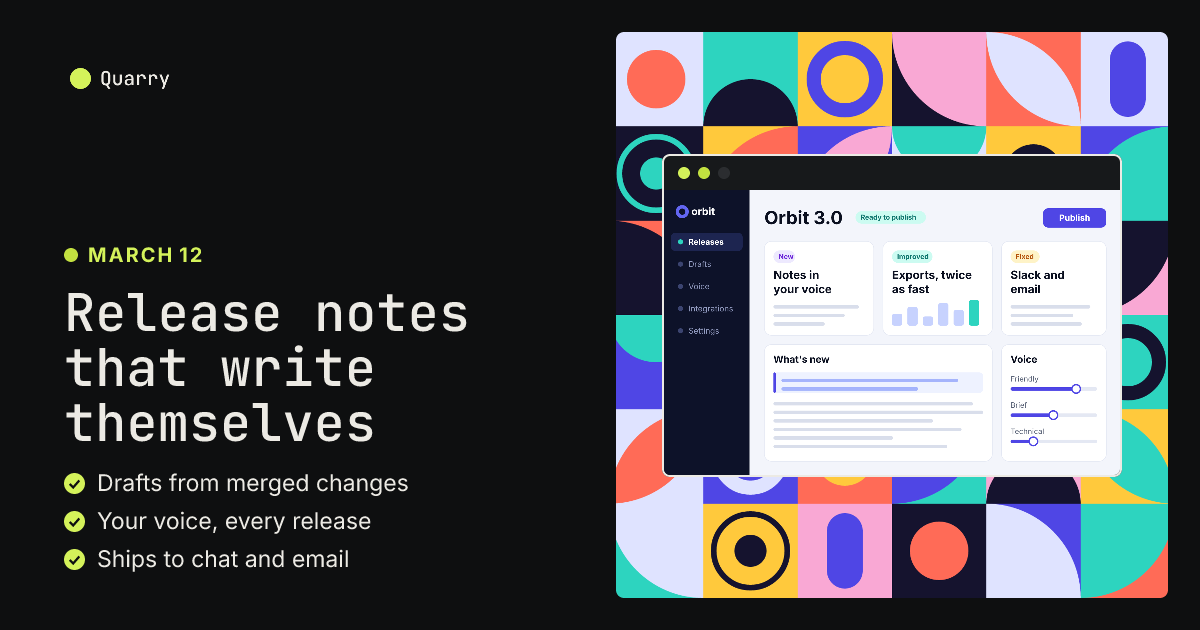 Quarry
MARCH 12
Release notes
that write
themselves
Drafts from merged changes
Your voice, every release
Ships to chat and email
orbit
Releases
Drafts
Voice
Integrations
Settings
Orbit 3.0
Ready to publish
Publish
New
Notes in
your voice
Improved
Exports, twice
as fast
Fixed
Slack and
email
What's new
Voice
Friendly
Brief
Technical